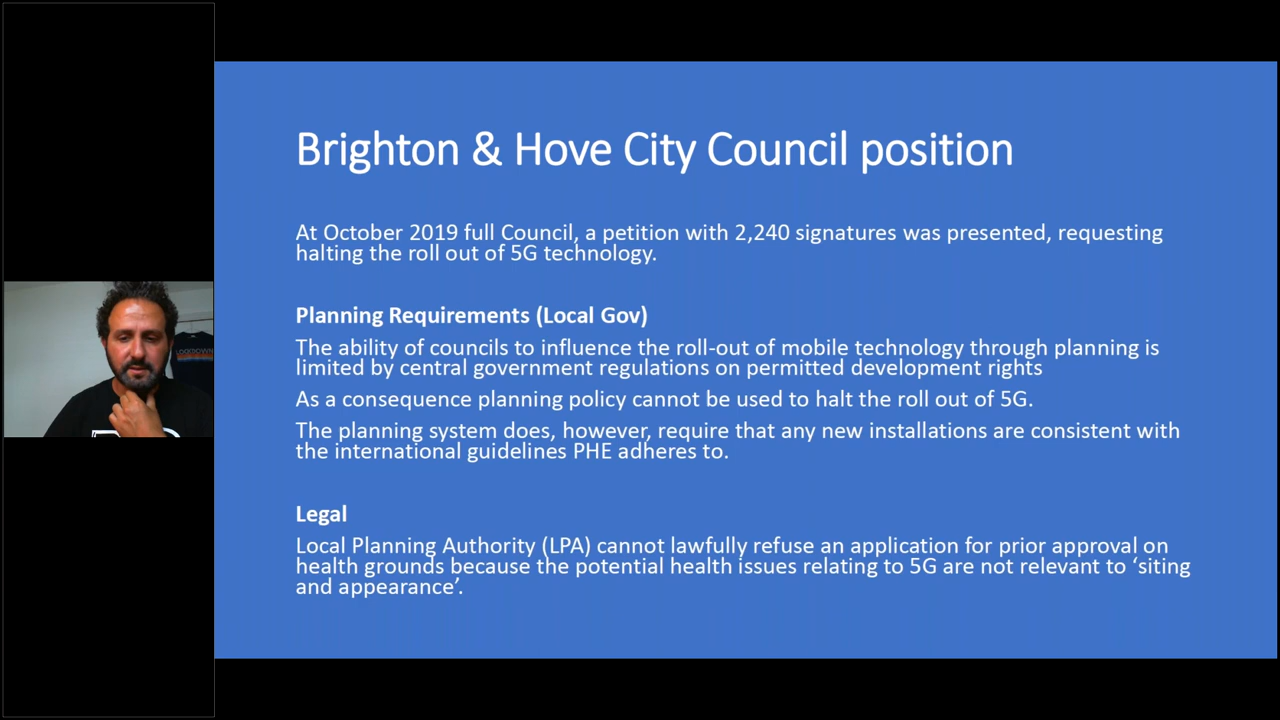 Brighton & Hove City Council position
At October 2019 full Council, a petition with 2,240 signatures was presented, requesting
halting the roll out of 5G technology.
Planning Requirements (Local Gov)
The ability of councils to influence the roll-out of mobile technology through planning is
limited by central government regulations on permitted development rights
As a consequence planning policy cannot be used to halt the roll out of 5G.
The planning system does, however, require that any new installations are consistent with
the international guidelines PHE adheres to.
Legal
Local Planning Authority (LPA) cannot lawfully refuse an application for prior approval on
health grounds because the potential health issues relating to 5G are not relevant to ‘siting
and appearance’.
LOCKDOWN